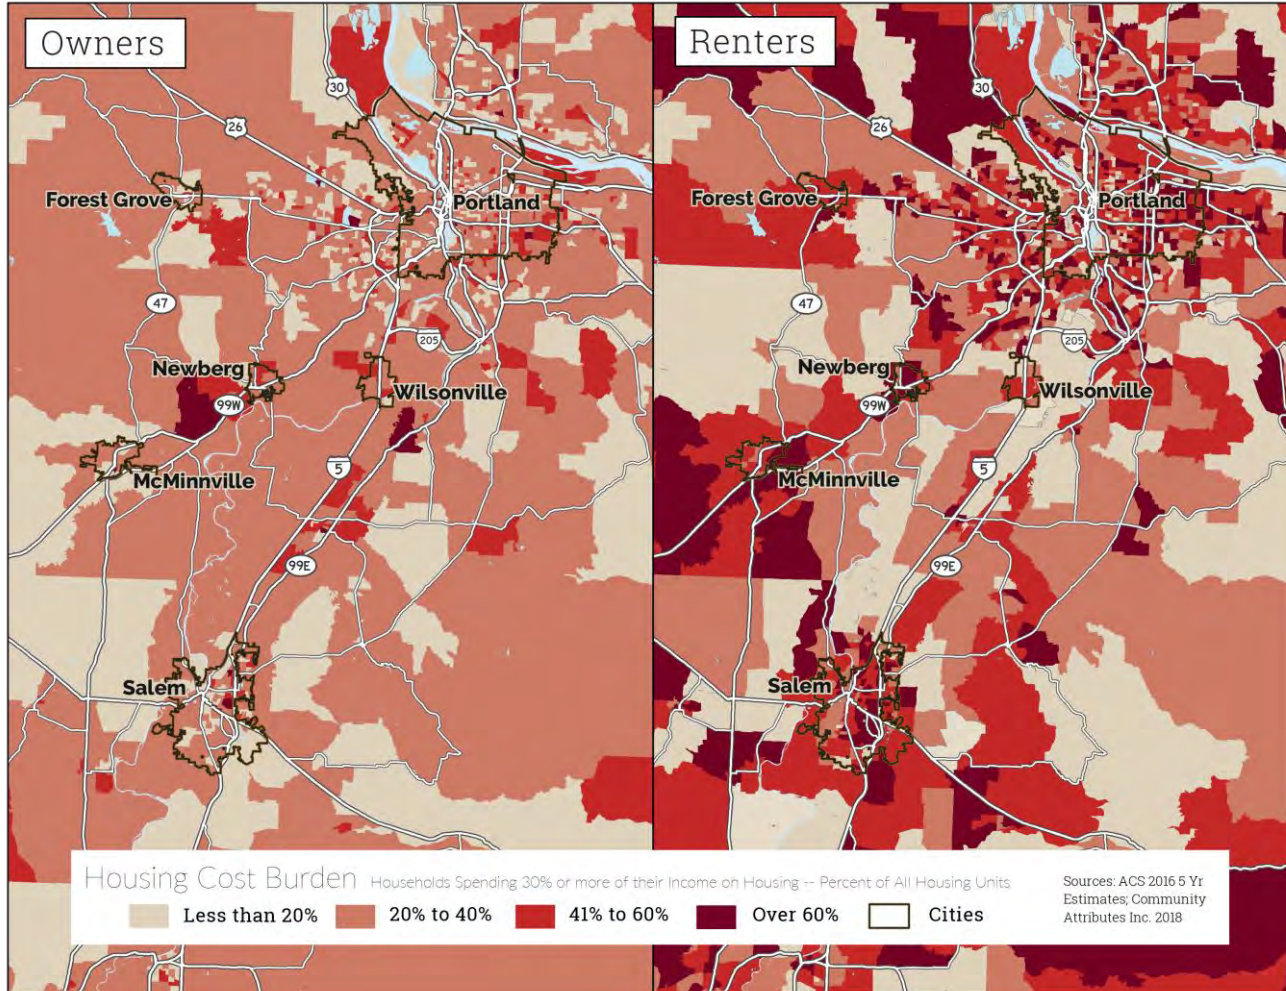 Owners
30
26
Forest Grove
Portland
47
205
Newberg
99W
Wilsonville
McMinnville
5
99E
Salem
Renters
30
26
Forest Grove
Portland
47
205
Newberg
99W
Wilsonville
McMinnville
5
99E
Salem
Housing Cost Burden Households Spending 30% or more of their Income on Housing -- Percent of All Housing Units
Less than 20%
20% to 40%
41% to 60%
Over 60%
Cities
Sources: ACS 2016 5 Yr
Estimates; Community
Attributes Inc. 2018